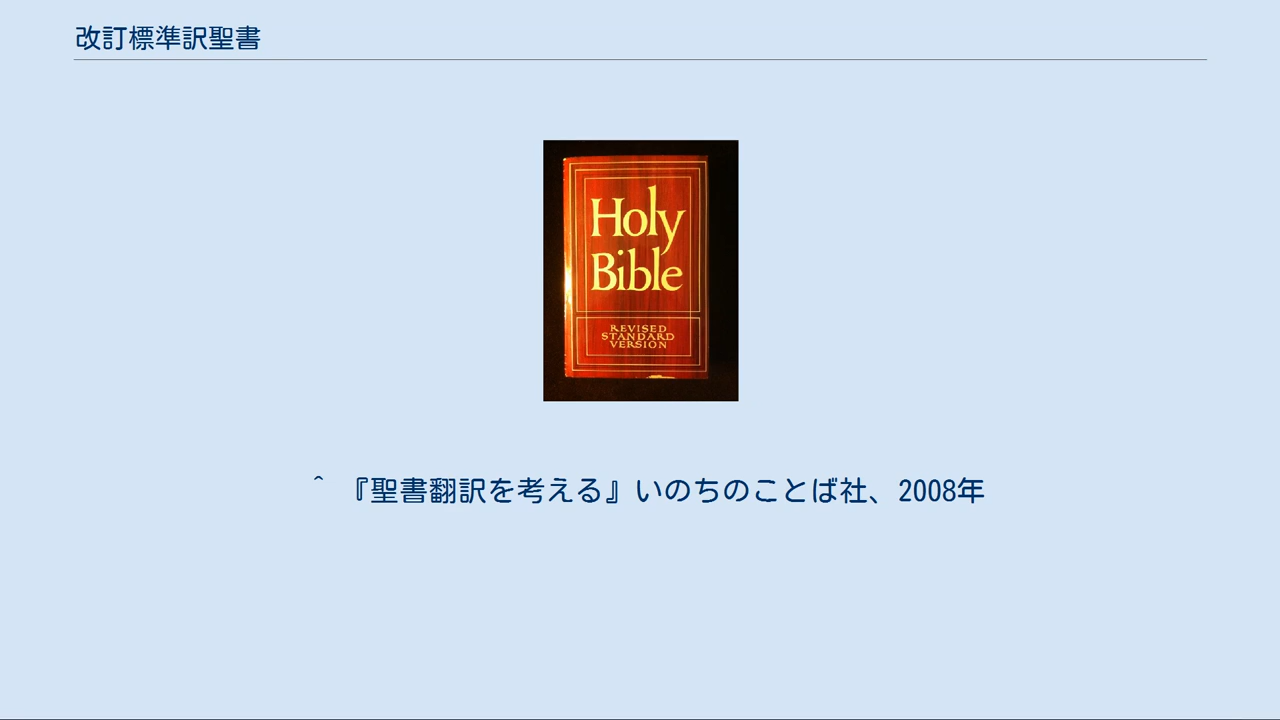 改訂標準訳聖書
Holy
Bible
REVISED
STANDARD
VERSION
^ 『聖書翻訳を考える』いのちのことば社、2008年